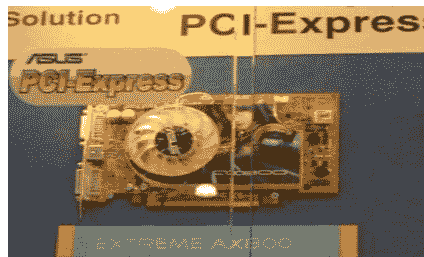 Solution
PCI-Express
ASUS
PCI-Express
EXTREME AX800